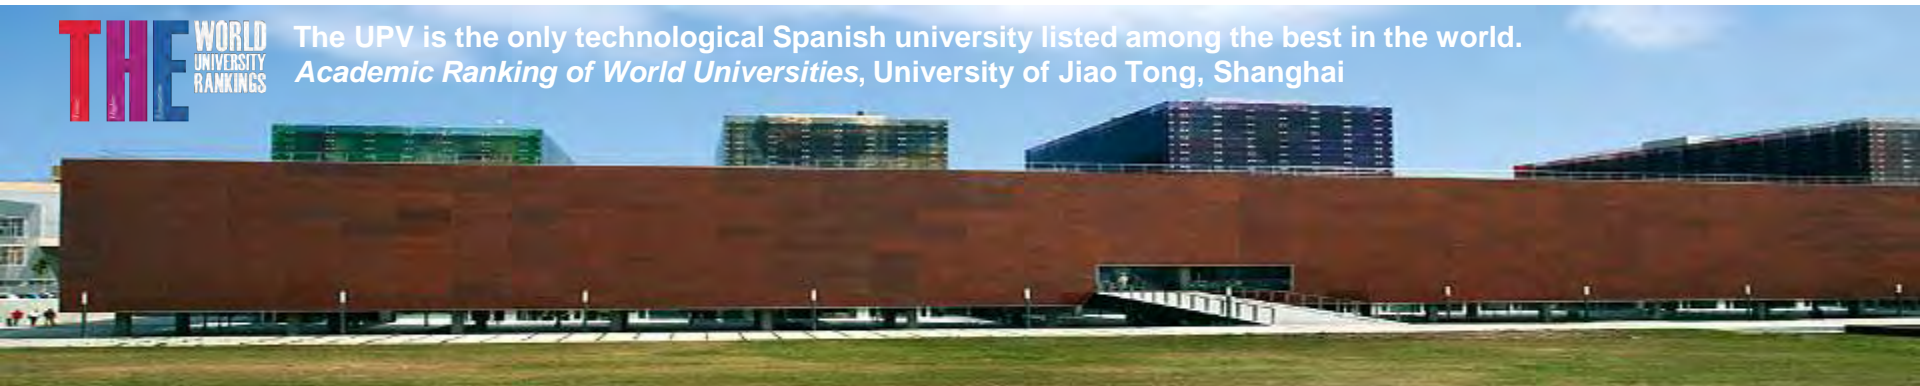 THE WORLD
UNIVERSITY
RANKINGS
The UPV is the only technological Spanish university listed among the best in the world.
Academic Ranking of World Universities, University of Jiao Tong, Shanghai